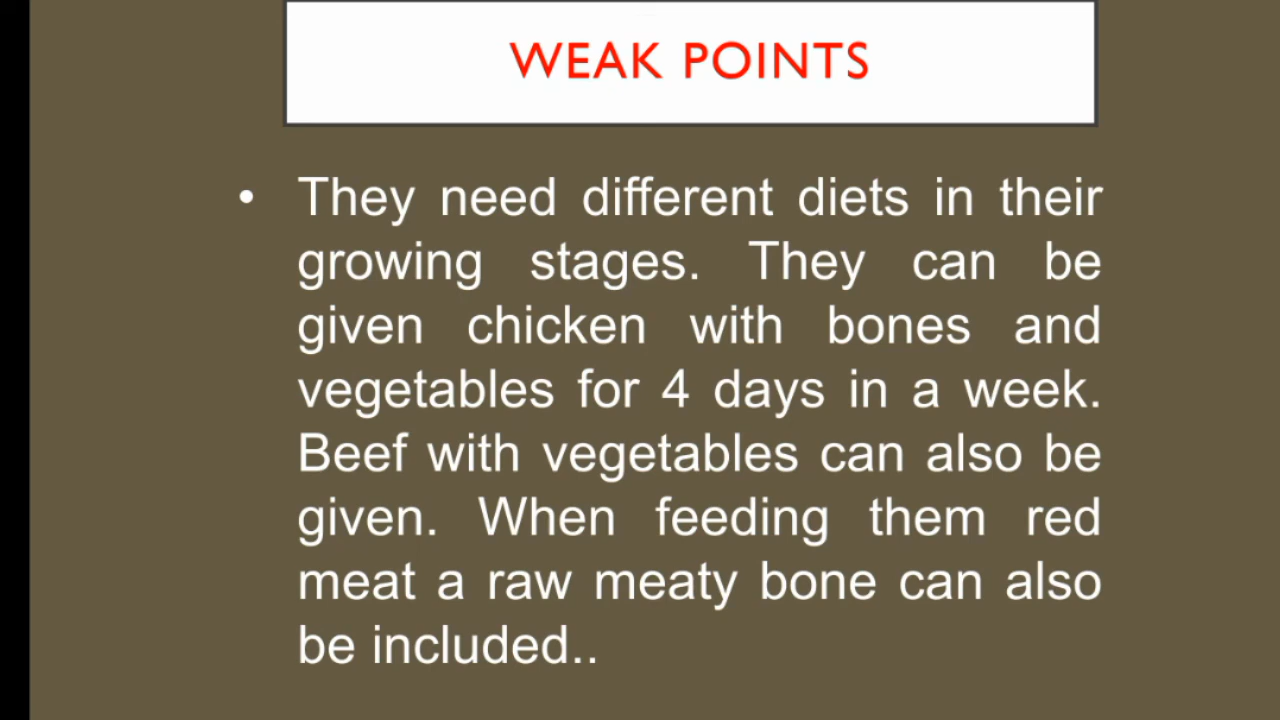 WEAK POINTS
• They need different diets in their
growing stages. They can be
given chicken with bones and
vegetables for 4 days in a week.
Beef with vegetables can also be
given. When feeding them red
meat a raw meaty bone can also
be included..